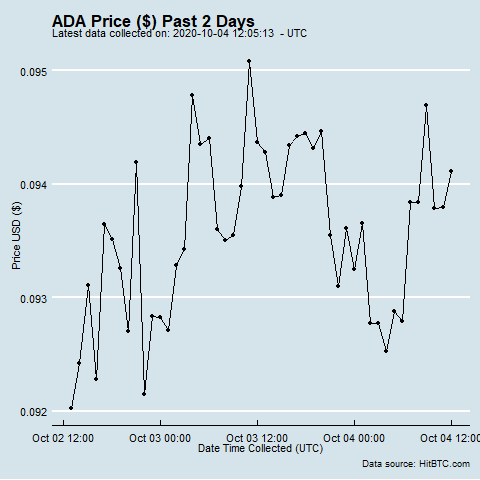 ADA Price ($) Past 2 Days
Latest data collected on: 2020-10-04 12:05:13  - UTC
0.095
0.094
0.093
0.092
Price USD ($)
Oct 02 12:00 Oct 03 00:00 Oct 03 12:00 Oct 04 00:00 Oct 04 12:00
Date Time Collected (UTC)
Data source: HitBTC.com